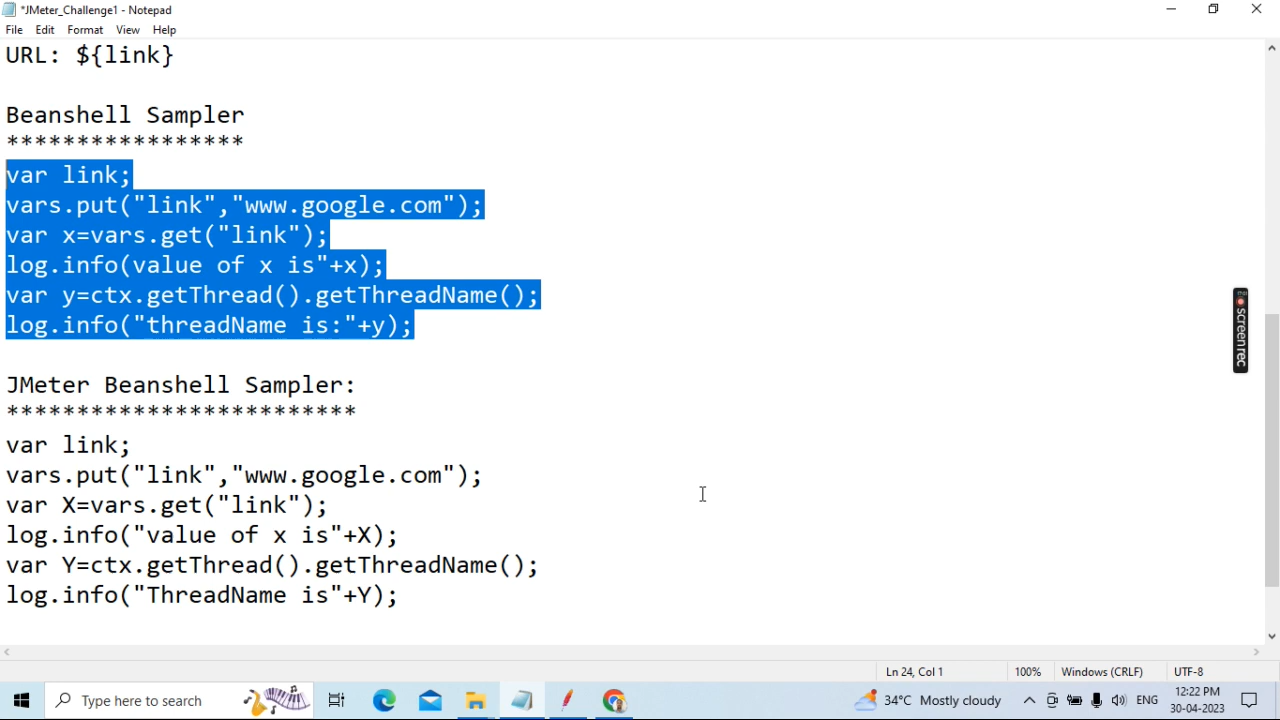 *JMeter_Challenge1 - Notepad
File Edit Format View Help
URL: ${link}
Beanshell Sampler
*****************
var link;
vars.put("link","www.google.com");
var x=vars.get("link");
log.info(value of x is"+x);
var y=ctx.getThread().getThreadName();
log.info("threadName is:"+y);
JMeter Beanshell Sampler:
*************************
var link;
vars.put("link","www.google.com");
var X=vars.get("link");
log.info("value of x is"+X);
var Y=ctx.getThread().getThreadName();
log.info("ThreadName is"+Y);
screenrec
Ln 24, Col 1 100% Windows (CRLF) UTF-8
Type here to search 34°C Mostly cloudy ENG 12:22 PM
30-04-2023